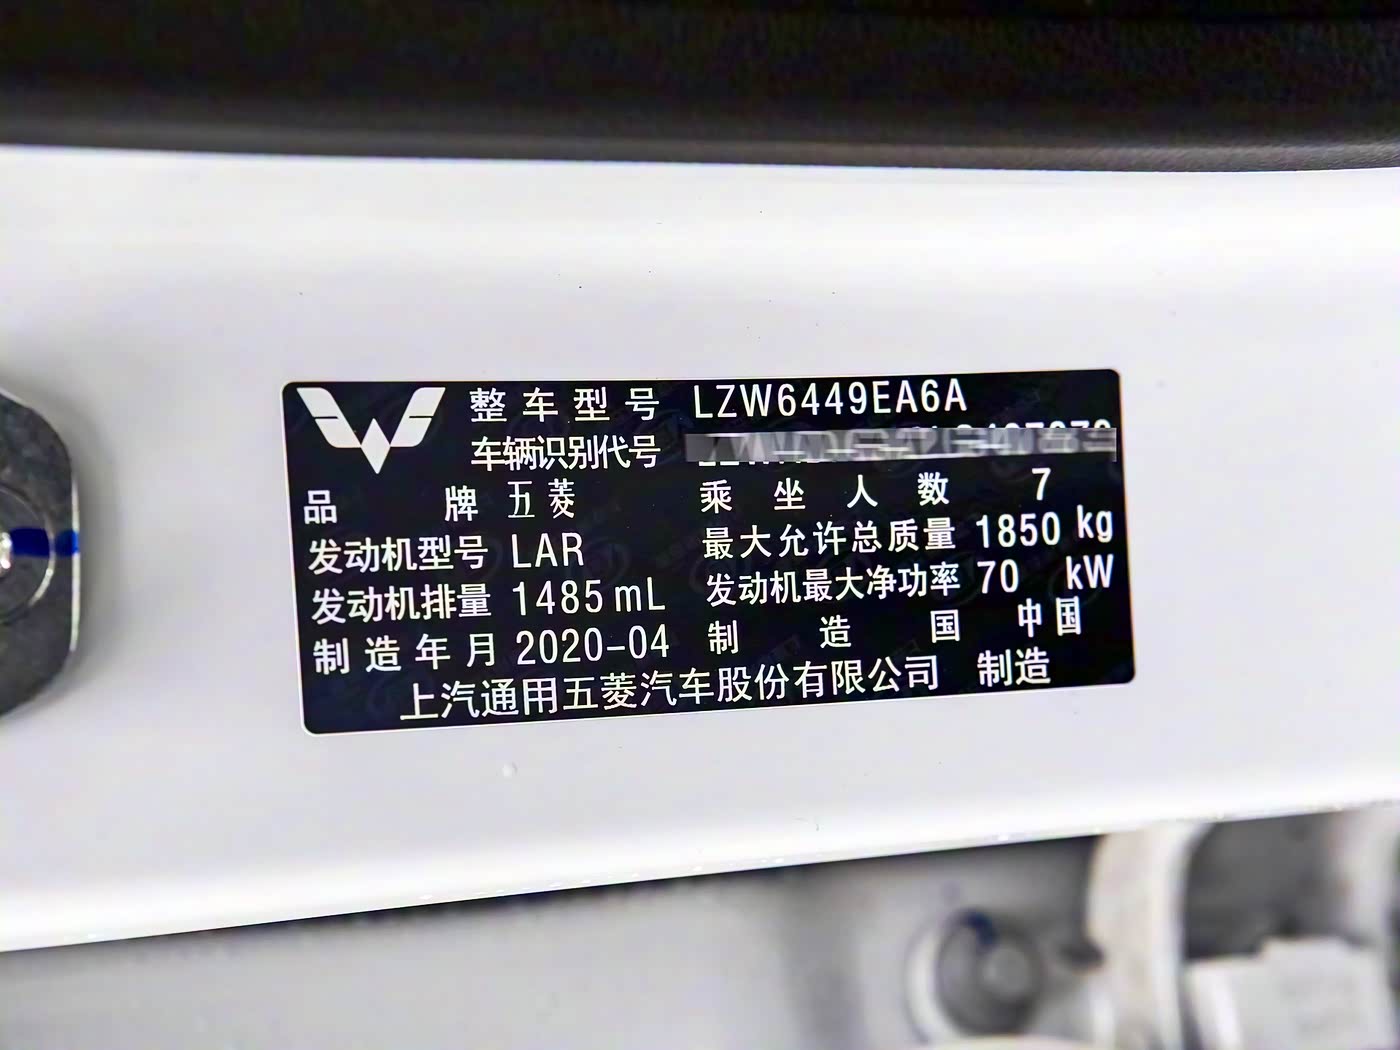 整车型号 LZW6449EA6A
车辆识别代号
品牌 五菱 乘坐人数 7
发动机型号 LAR 最大允许总质量 1850 kg
发动机排量 1485 mL 发动机最大净功率 70 kW
制造年月 2020-04 制造国 中国
上汽通用五菱汽车股份有限公司 制造